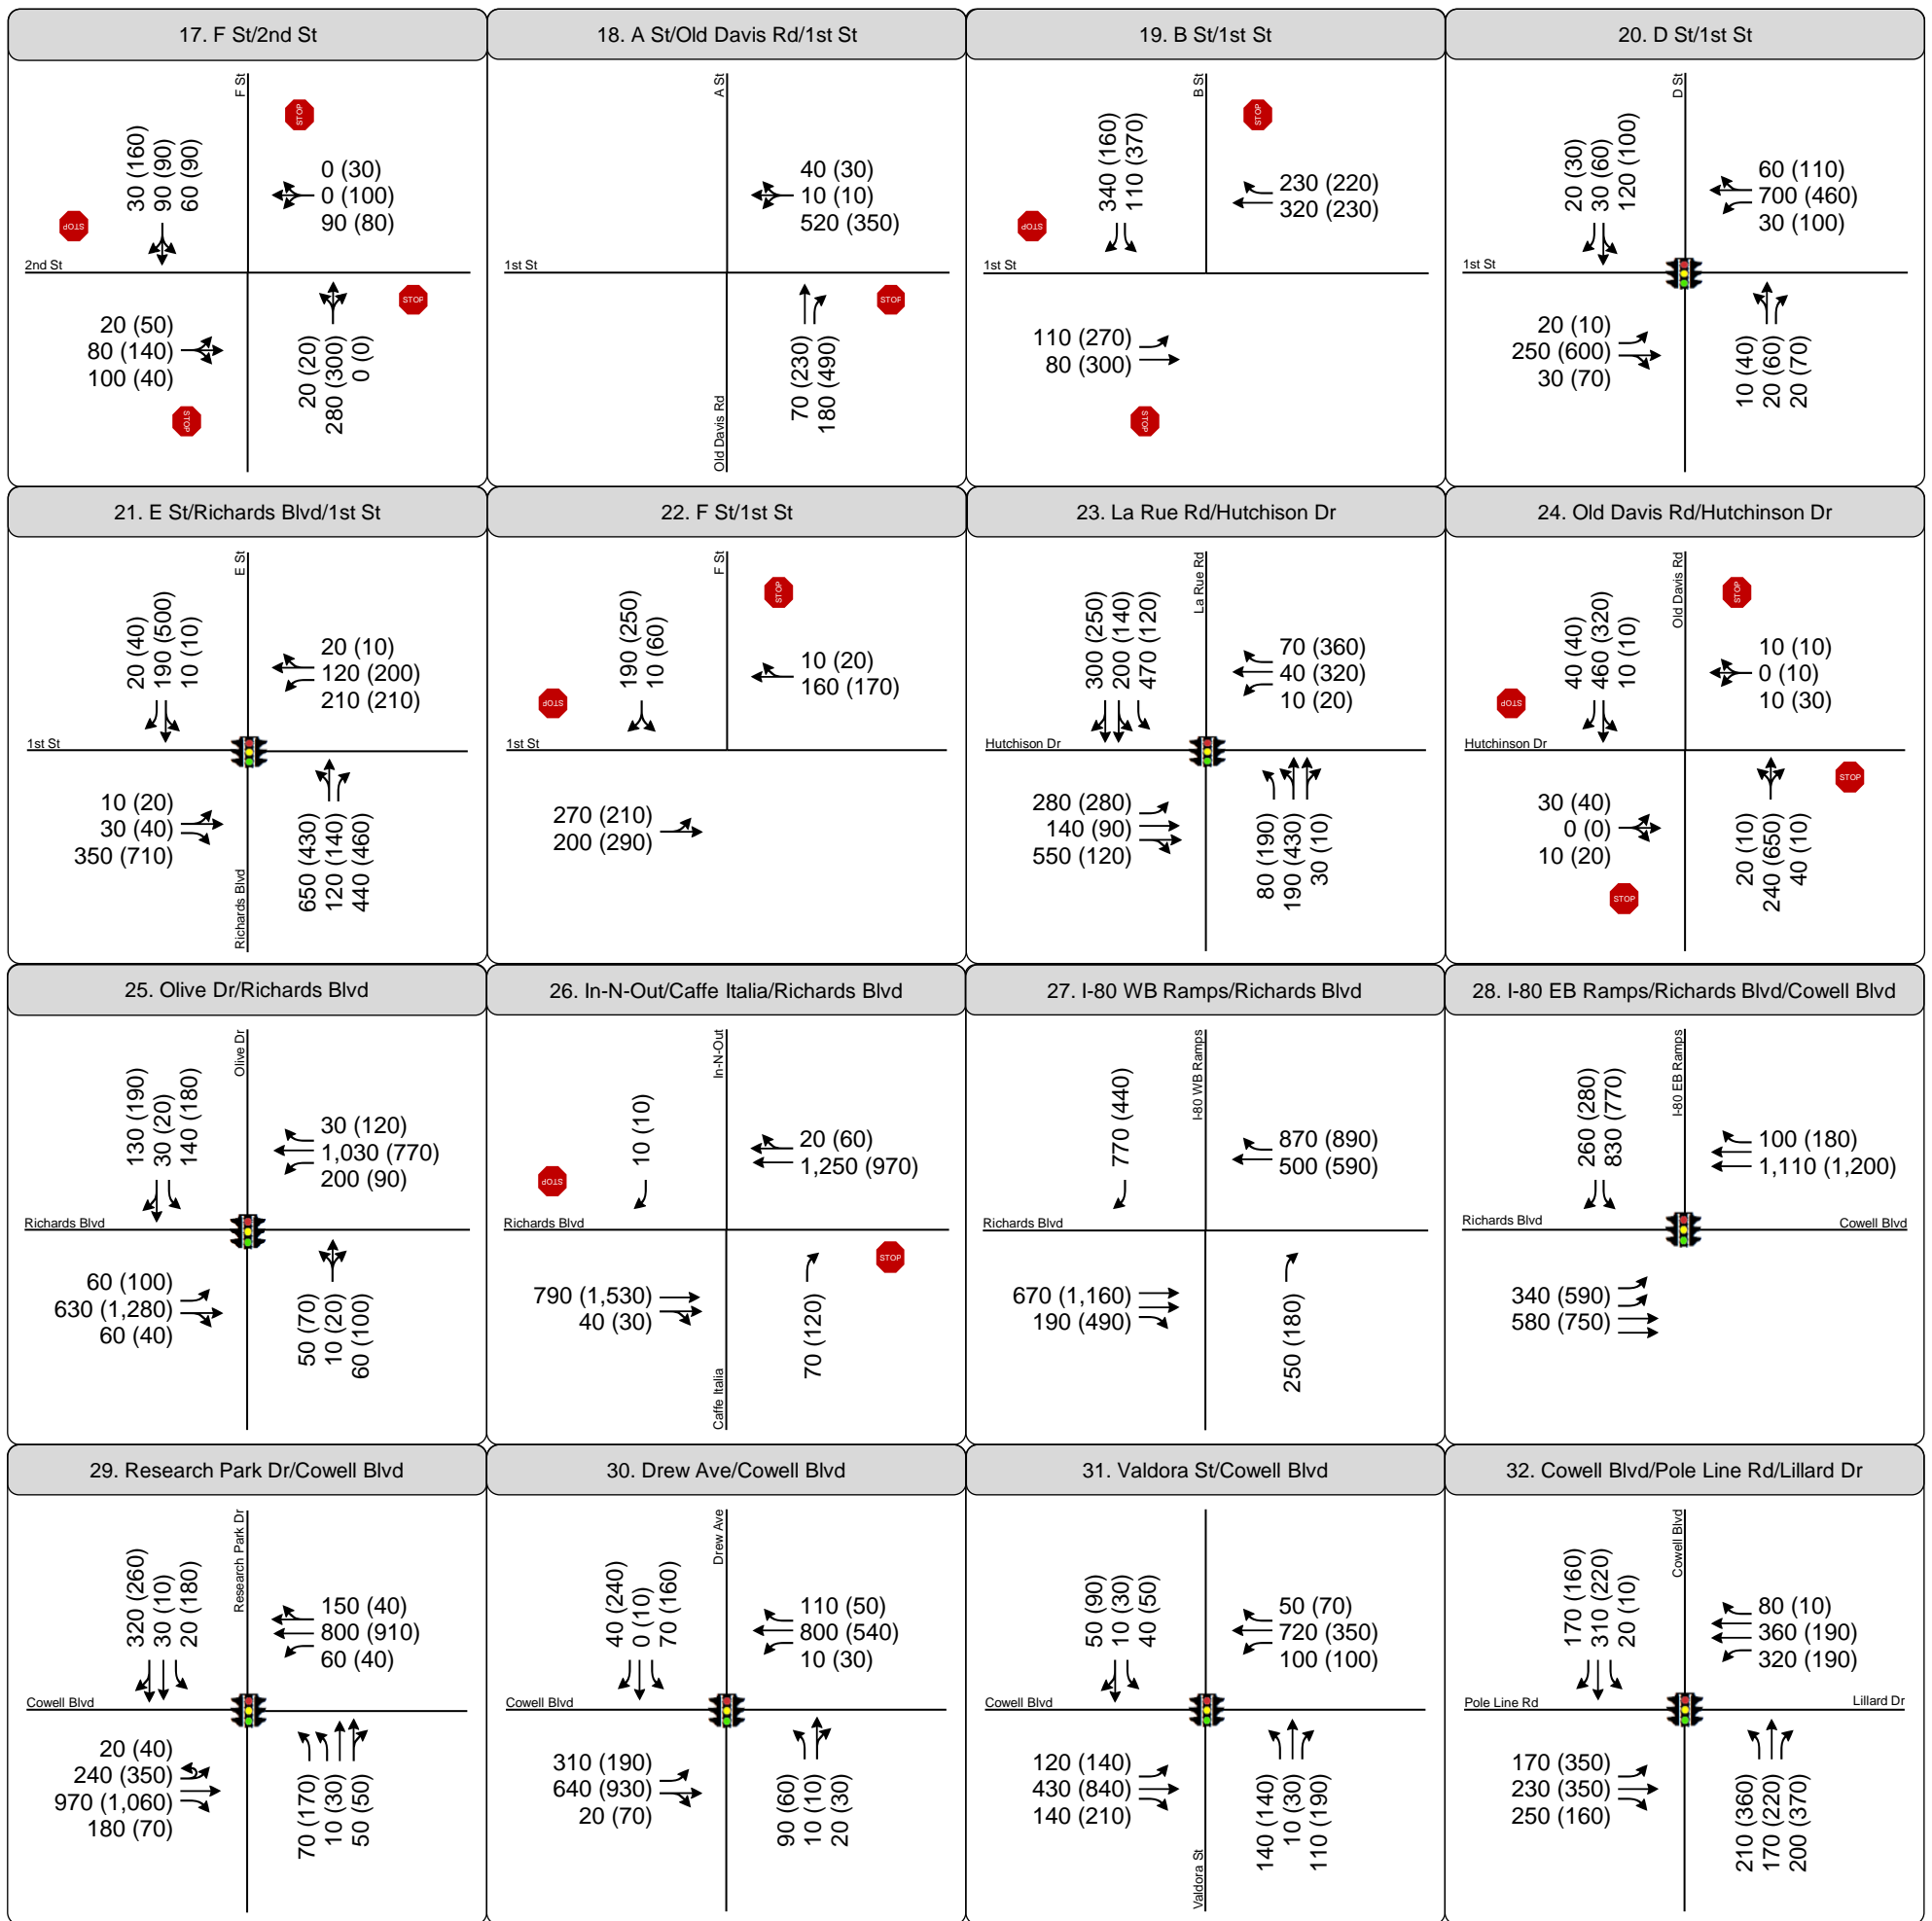 17. F St/2nd St
F St
STOP
30 (160)
90 (90)
60 (90)
0 (30)
0 (100)
90 (80)
STOP
2nd St
STOP
20 (50)
80 (140)
100 (40)
20 (20)
280 (300)
0 (0)
STOP
18. A St/Old Davis Rd/1st St
A St
40 (30)
10 (10)
520 (350)
1st St
STOP
70 (230)
180 (490)
Old Davis Rd
19. B St/1st St
B St
STOP
340 (160)
110 (370)
230 (220)
320 (230)
STOP
1st St
110 (270)
80 (300)
STOP
20. D St/1st St
D St
20 (30)
30 (60)
120 (100)
60 (110)
700 (460)
30 (100)
1st St
20 (10)
250 (600)
30 (70)
10 (40)
20 (60)
20 (70)
21. E St/Richards Blvd/1st St
E St
20 (40)
190 (500)
10 (10)
20 (10)
120 (200)
210 (210)
1st St
10 (20)
30 (40)
350 (710)
650 (430)
120 (140)
440 (460)
Richards Blvd
22. F St/1st St
F St
STOP
190 (250)
10 (60)
10 (20)
160 (170)
STOP
1st St
270 (210)
200 (290)
23. La Rue Rd/Hutchison Dr
La Rue Rd
300 (250)
200 (140)
470 (120)
70 (360)
40 (320)
10 (20)
Hutchison Dr
280 (280)
140 (90)
550 (120)
80 (190)
190 (430)
30 (10)
24. Old Davis Rd/Hutchinson Dr
Old Davis Rd
STOP
40 (40)
460 (320)
10 (10)
10 (10)
0 (10)
10 (30)
STOP
Hutchinson Dr
STOP
30 (40)
0 (0)
10 (20)
20 (10)
240 (650)
40 (10)
STOP
25. Olive Dr/Richards Blvd
Olive Dr
130 (190)
30 (20)
140 (180)
30 (120)
1,030 (770)
200 (90)
Richards Blvd
60 (100)
630 (1,280)
60 (40)
50 (70)
10 (20)
60 (100)
26. In-N-Out/Caffe Italia/Richards Blvd
In-N-Out
10 (10)
20 (60)
1,250 (970)
STOP
Richards Blvd
STOP
790 (1,530)
40 (30)
70 (120)
Caffe Italia
27. I-80 WB Ramps/Richards Blvd
I-80 WB Ramps
770 (440)
870 (890)
500 (590)
Richards Blvd
670 (1,160)
190 (490)
250 (180)
28. I-80 EB Ramps/Richards Blvd/Cowell Blvd
I-80 EB Ramps
260 (280)
830 (770)
100 (180)
1,110 (1,200)
Richards Blvd
Cowell Blvd
340 (590)
580 (750)
29. Research Park Dr/Cowell Blvd
Research Park Dr
320 (260)
30 (10)
20 (180)
150 (40)
800 (910)
60 (40)
Cowell Blvd
20 (40)
240 (350)
970 (1,060)
180 (70)
70 (170)
10 (30)
50 (50)
30. Drew Ave/Cowell Blvd
Drew Ave
40 (240)
0 (10)
70 (160)
110 (50)
800 (540)
10 (30)
Cowell Blvd
310 (190)
640 (930)
20 (70)
90 (60)
10 (10)
20 (30)
31. Valdora St/Cowell Blvd
50 (90)
10 (30)
40 (50)
50 (70)
720 (350)
100 (100)
Cowell Blvd
120 (140)
430 (840)
140 (210)
140 (140)
10 (30)
110 (190)
Valdora St
32. Cowell Blvd/Pole Line Rd/Lillard Dr
Cowell Blvd
170 (160)
310 (220)
20 (10)
80 (10)
360 (190)
320 (190)
Pole Line Rd
Lillard Dr
170 (350)
230 (350)
250 (160)
210 (360)
170 (220)
200 (370)